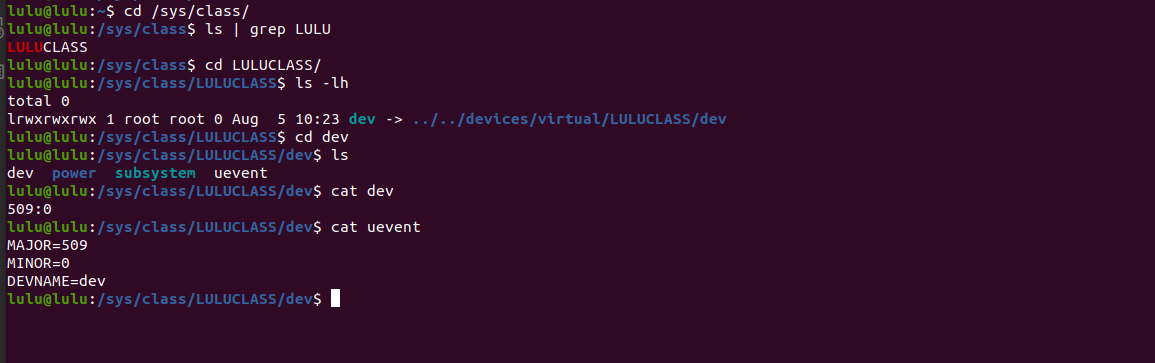 lulu@lulu:~$ cd /sys/class/
lulu@lulu:/sys/class$ ls | grep LULU
LULUCLASS
lulu@lulu:/sys/class$ cd LULUCLASS/
lulu@lulu:/sys/class/LULUCLASS$ ls -lh
total 0
lrwxrwxrwx 1 root root 0 Aug  5 10:23 dev -> ../../devices/virtual/LULUCLASS/dev
lulu@lulu:/sys/class/LULUCLASS$ cd dev
lulu@lulu:/sys/class/LULUCLASS/dev$ ls
dev  power  subsystem  uevent
lulu@lulu:/sys/class/LULUCLASS/dev$ cat dev
509:0
lulu@lulu:/sys/class/LULUCLASS/dev$ cat uevent
MAJOR=509
MINOR=0
DEVNAME=dev
lulu@lulu:/sys/class/LULUCLASS/dev$